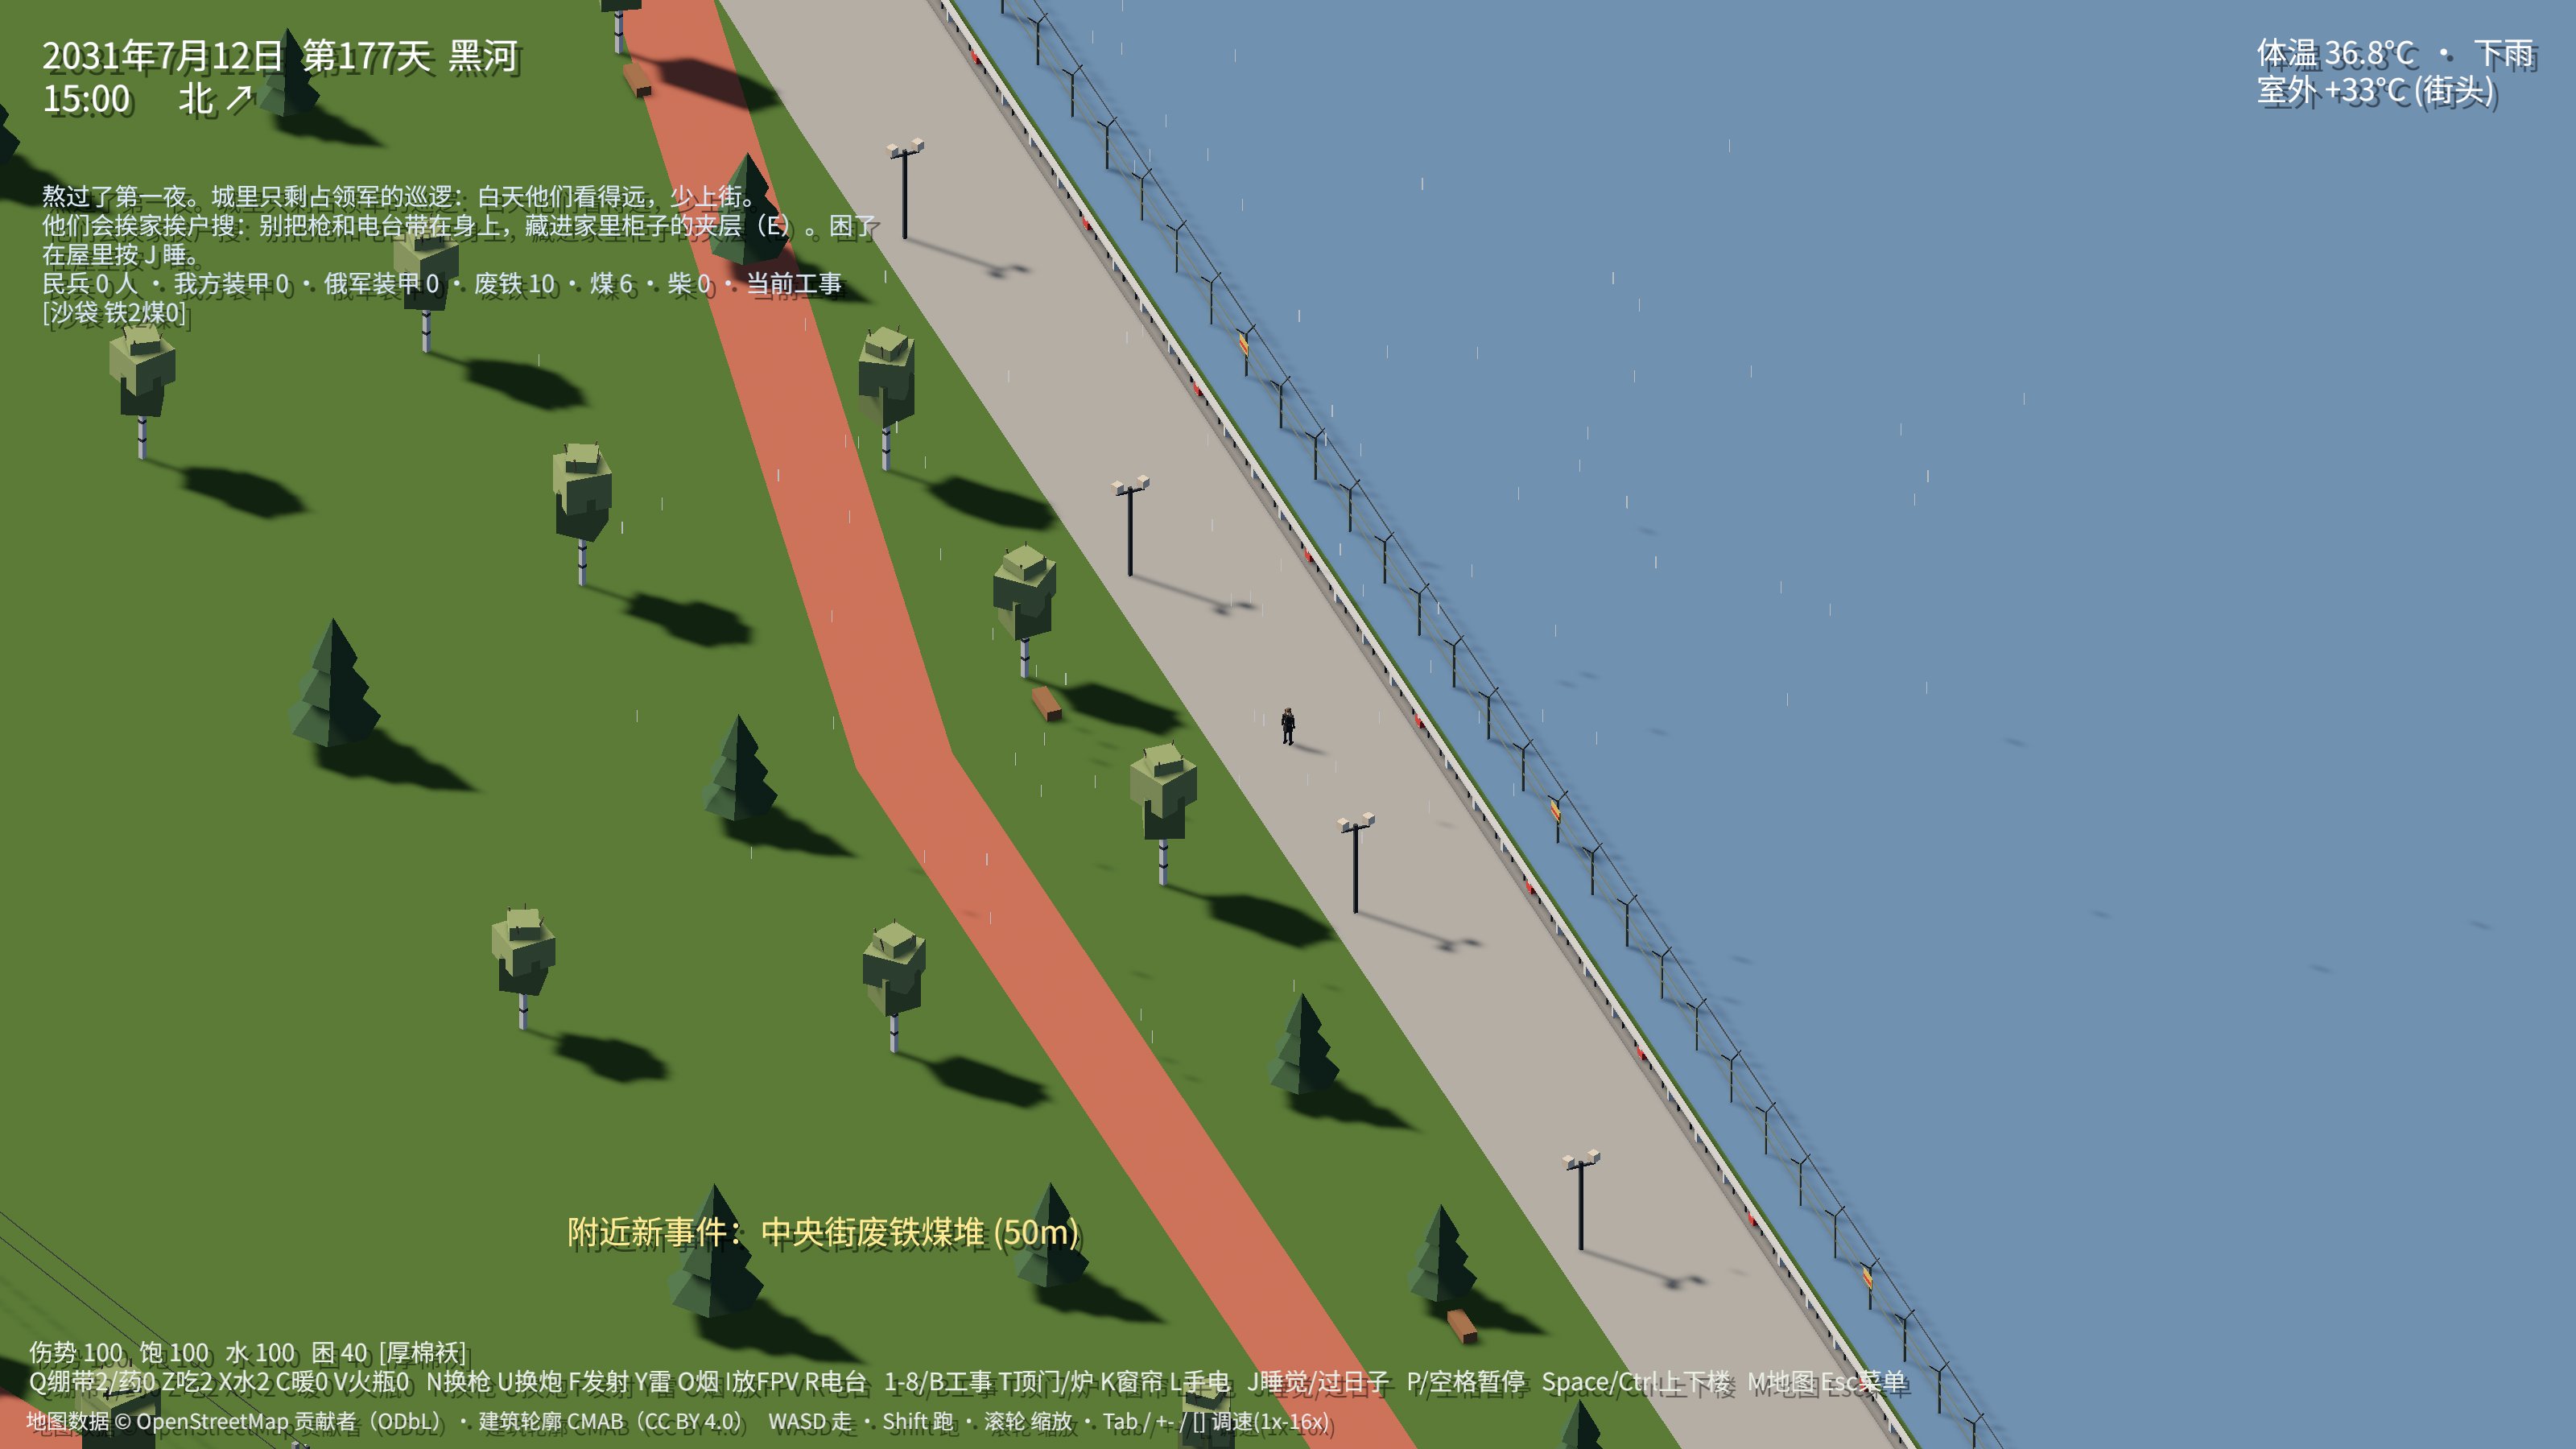 2031年7月12日 第177天 黑河
15:00 北 ↗
体温 36.8°C · 下雨
室外 +33°C (街头)
熬过了第一夜。城里只剩占领军的巡逻：白天他们看得远，少上街。
他们会挨家挨户搜：别把枪和电台带在身上，藏进家里柜子的夹层（E）。困了
在屋里按 J 睡。
民兵 0 人 · 我方装甲 0 · 俄军装甲 0 · 废铁 10 · 煤 6 · 柴 0 · 当前工事
[沙袋 铁2煤0]
附近新事件：中央街废铁煤堆 (50m)
伤势 100 饱 100 水 100 困 40 [厚棉袄]
Q绷带2/药0 Z吃2 X水2 C暖0 V火瓶0 N换枪 U换炮 F发射 Y雷 O烟 I放FPV R电台 1-8/B工事 T顶门/炉 K窗帘 L手电 J睡觉/过日子 P/空格暂停 Space/Ctrl上下楼 M地图 Esc菜单
地图数据 © OpenStreetMap 贡献者（ODbL） · 建筑轮廓 CMAB（CC BY 4.0） WASD 走 · Shift 跑 · 滚轮 缩放 · Tab / +- / [] 调速(1x-16x)